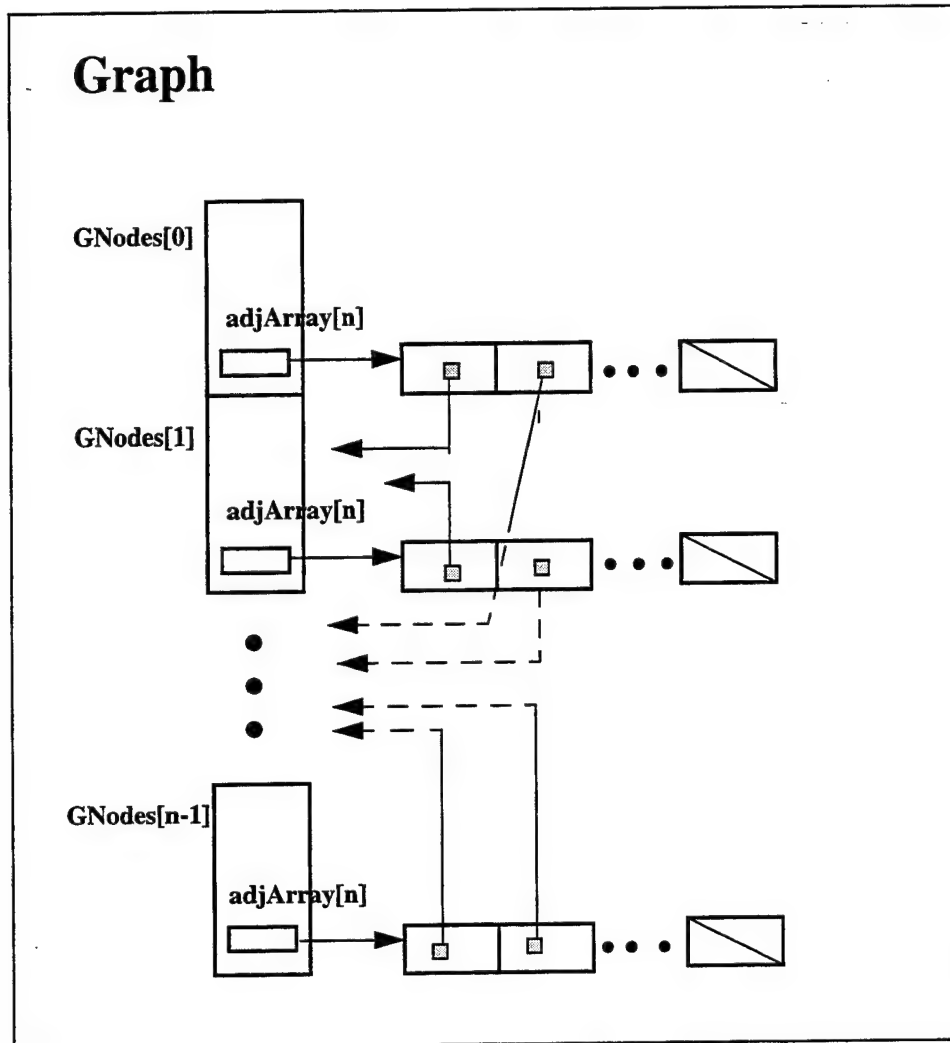 Graph
GNodes[0]
adjArray[n]
GNodes[1]
adjArray[n]
GNodes[n-1]
adjArray[n]